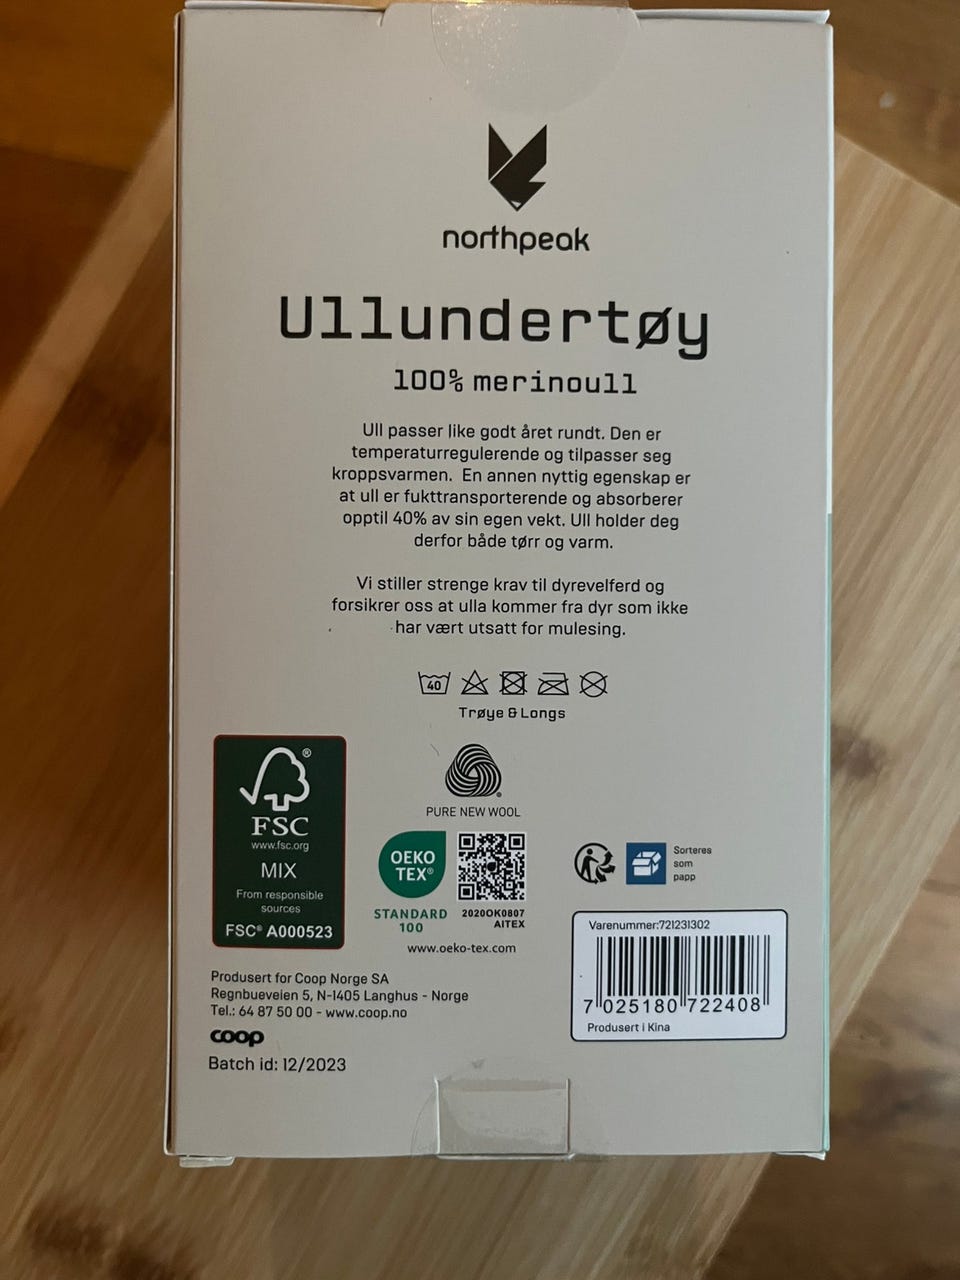 northpeak
Ullundertøy
100% merinoull
Ull passer like godt året rundt. Den er
temperaturregulerende og tilpasser seg
kroppsvarmen. En annen nyttig egenskap er
at ull er fukttransporterende og absorberer
opptil 40% av sin egen vekt. Ull holder deg
derfor både tørr og varm.
Vi stiller strenge krav til dyrevelferd og
forsikrer oss at ulla kommer fra dyr som ikke
har vært utsatt for mulesing.
40
Trøye & Longs
FSC®
www.fsc.org
MIX
From responsible
sources
FSC® A000523
PURE NEW WOOL
OEKO
TEX®
STANDARD
100
2020OK0807
AITEX
www.oeko-tex.com
Sorteres
som
papp
Varenummer:721231302
7 025180 722408
Produsert i Kina
Produsert for Coop Norge SA
Regnbueveien 5, N-1405 Langhus - Norge
Tel.: 64 87 50 00 - www.coop.no
coop
Batch id: 12/2023